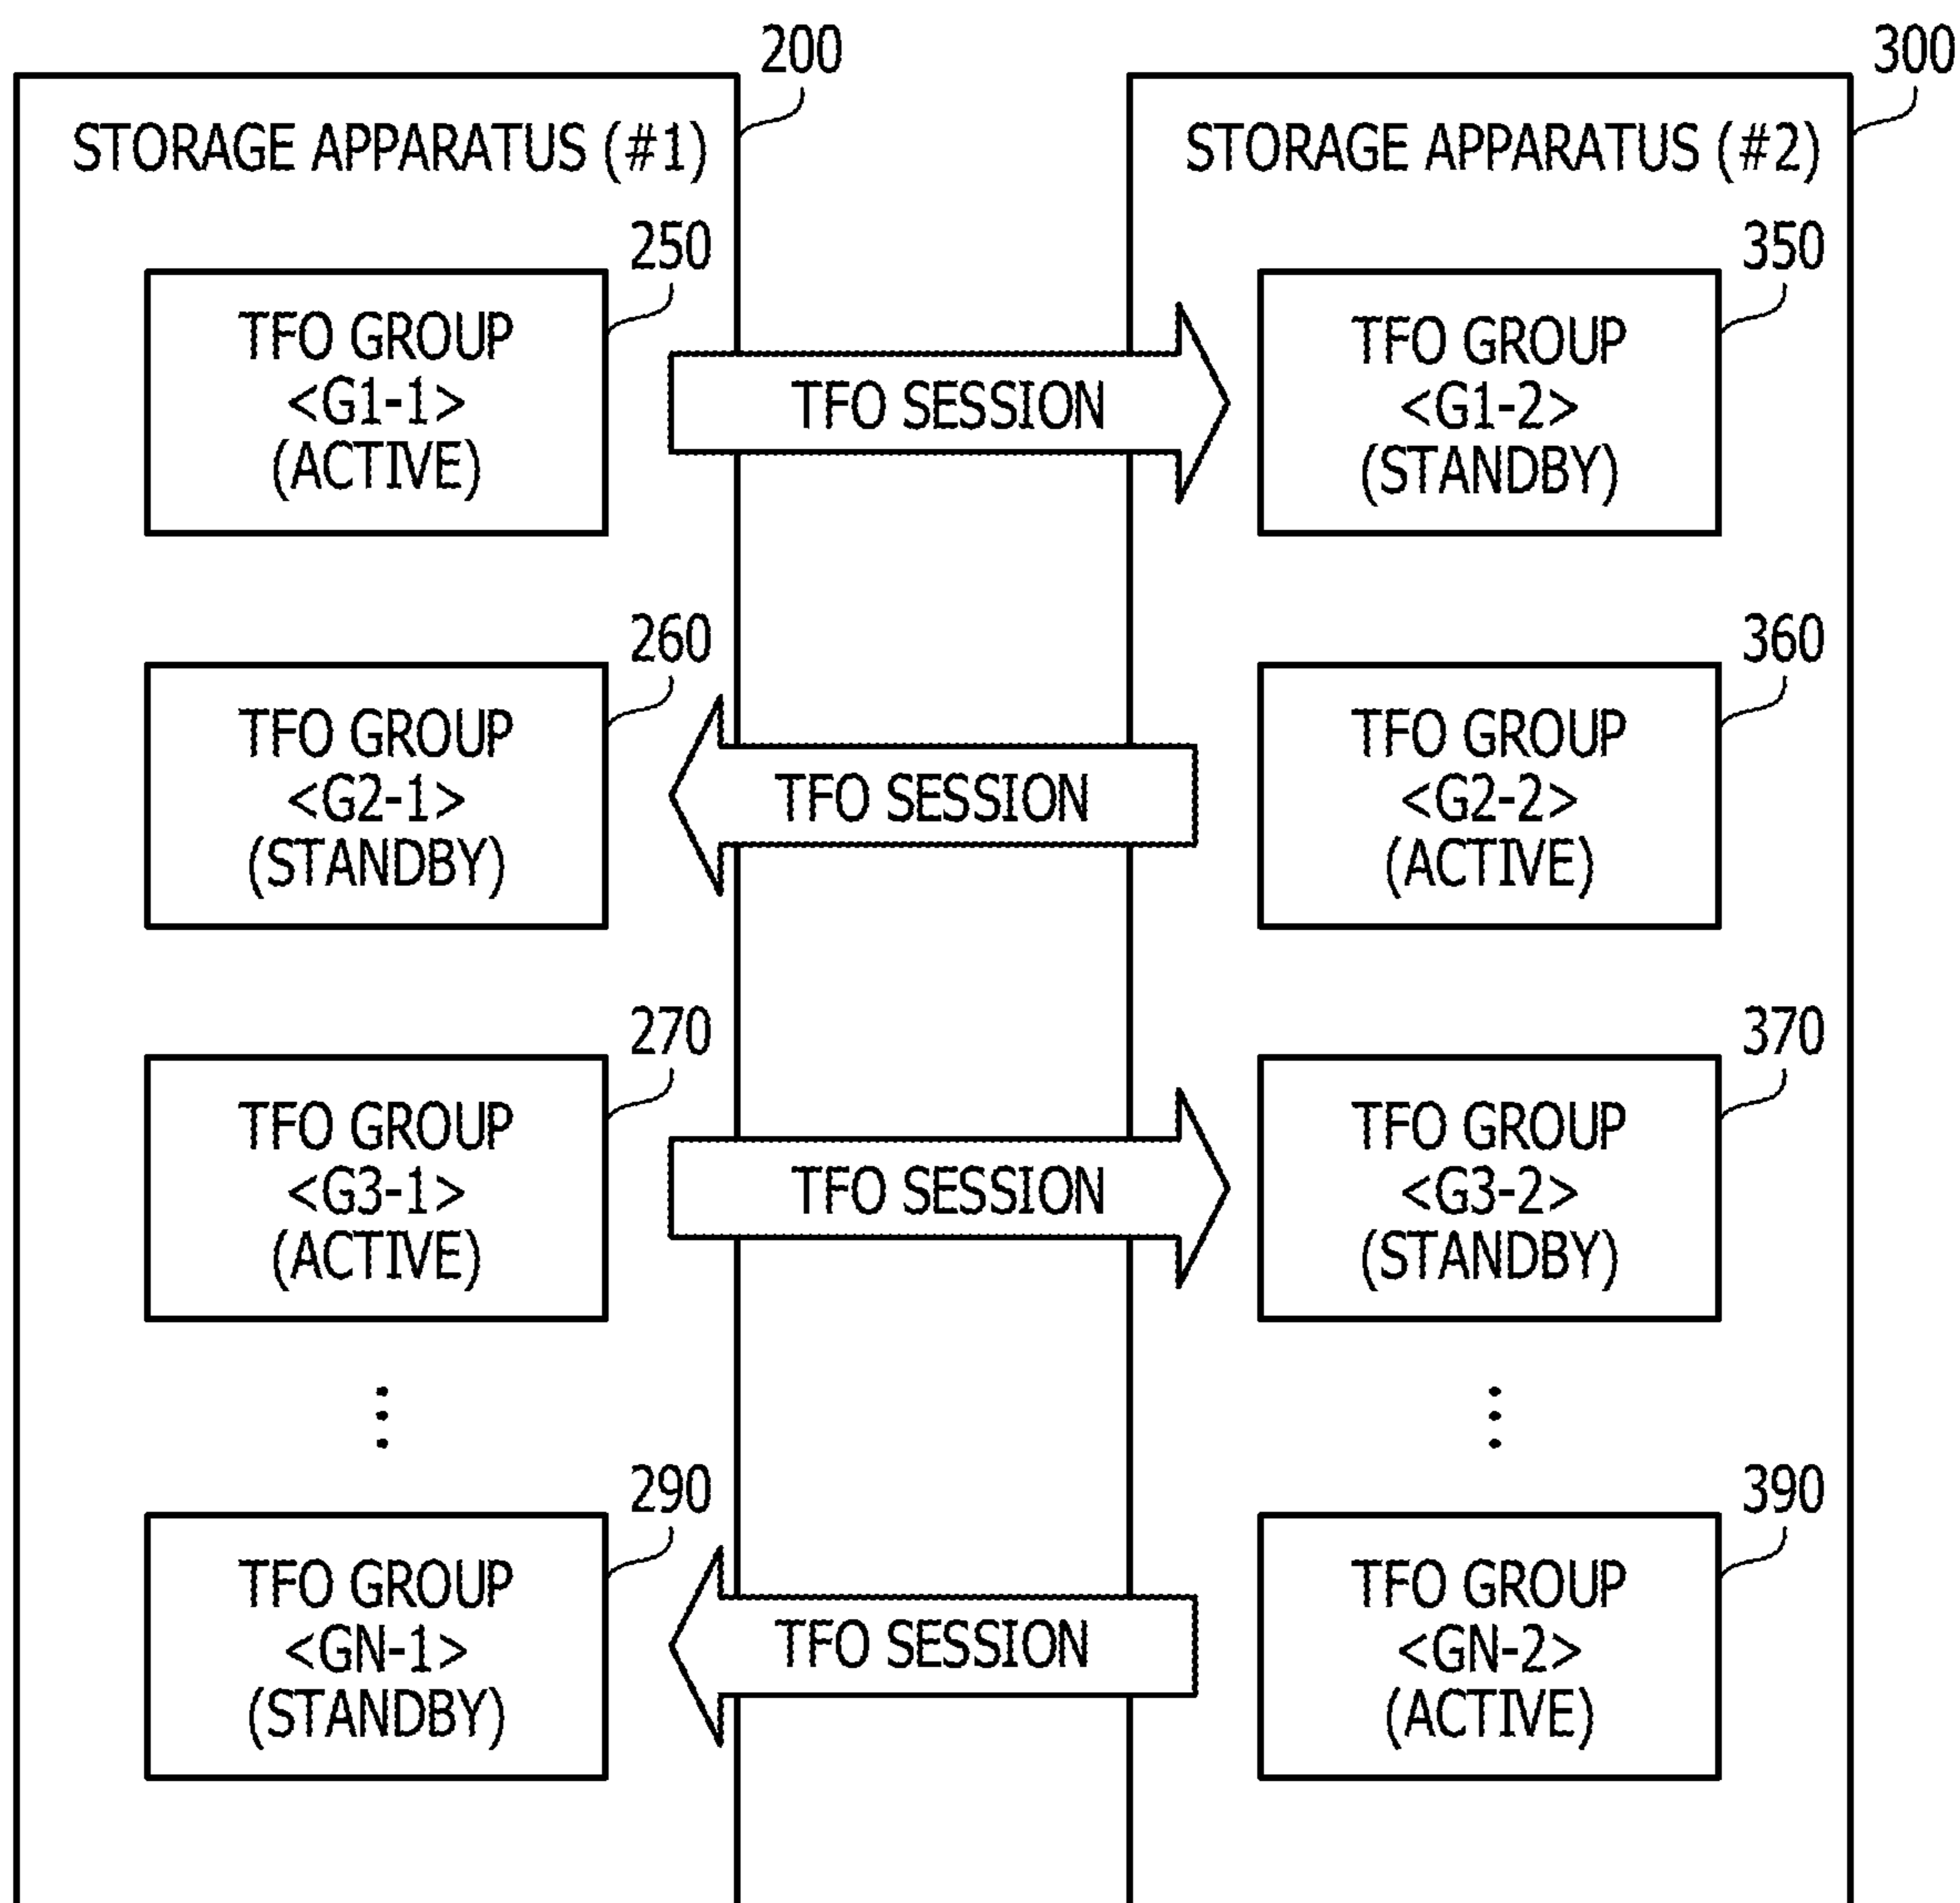 200
300
STORAGE APPARATUS (#1)
STORAGE APPARATUS (#2)
250
350
TFO GROUP
<G1-1>
(ACTIVE)
TFO SESSION
TFO GROUP
<G1-2>
(STANDBY)
260
360
TFO GROUP
<G2-1>
(STANDBY)
TFO SESSION
TFO GROUP
<G2-2>
(ACTIVE)
270
370
TFO GROUP
<G3-1>
(ACTIVE)
TFO SESSION
TFO GROUP
<G3-2>
(STANDBY)
290
390
TFO GROUP
<GN-1>
(STANDBY)
TFO SESSION
TFO GROUP
<GN-2>
(ACTIVE)